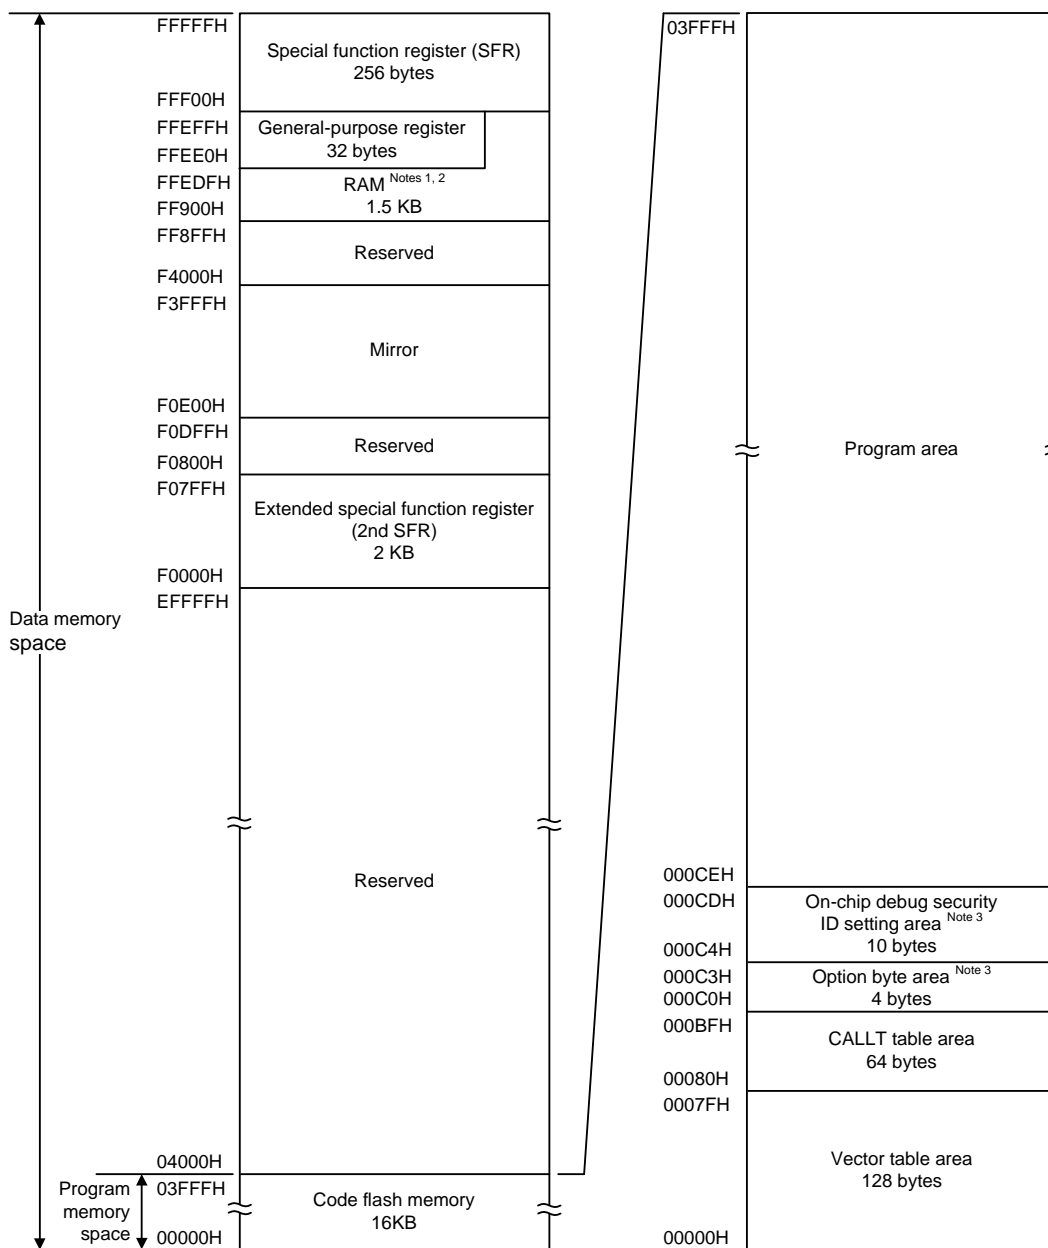 FFFFFH
Special function register (SFR)
256 bytes
FFF00H
FFEFFH
General-purpose register
32 bytes
FFEE0H
FFEDFH
RAM Notes 1, 2
1.5 KB
FF900H
FF8FFH
Reserved
F4000H
F3FFFH
Mirror
F0E00H
F0DFFH
Reserved
F0800H
F07FFH
Extended special function register
(2nd SFR)
2 KB
F0000H
EFFFFH
Data memory
space
Reserved
04000H
Program
memory
space
03FFFH
Code flash memory
16KB
00000H
03FFFH
Program area
000CEH
000CDH
On-chip debug security
ID setting area Note 3
10 bytes
000C4H
000C3H
Option byte area Note 3
4 bytes
000C0H
000BFH
CALLT table area
64 bytes
00080H
0007FH
Vector table area
128 bytes
00000H